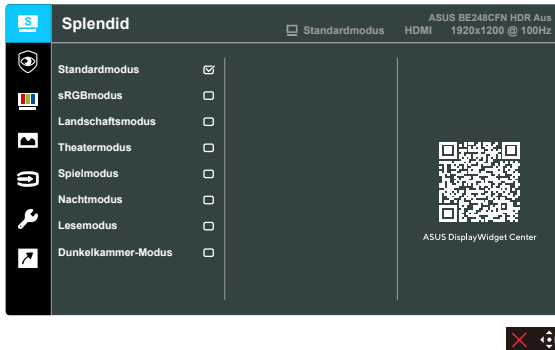 S
Splendid
Standardmodus
ASUS BE248CFN HDR Aus
HDMI 1920x1200 @ 100Hz
Standardmodus
sRGBmodus
Landschaftsmodus
Theatermodus
Spielmodus
Nachtmodus
Lesemodus
Dunkelkammer-Modus
ASUS DisplayWidget Center